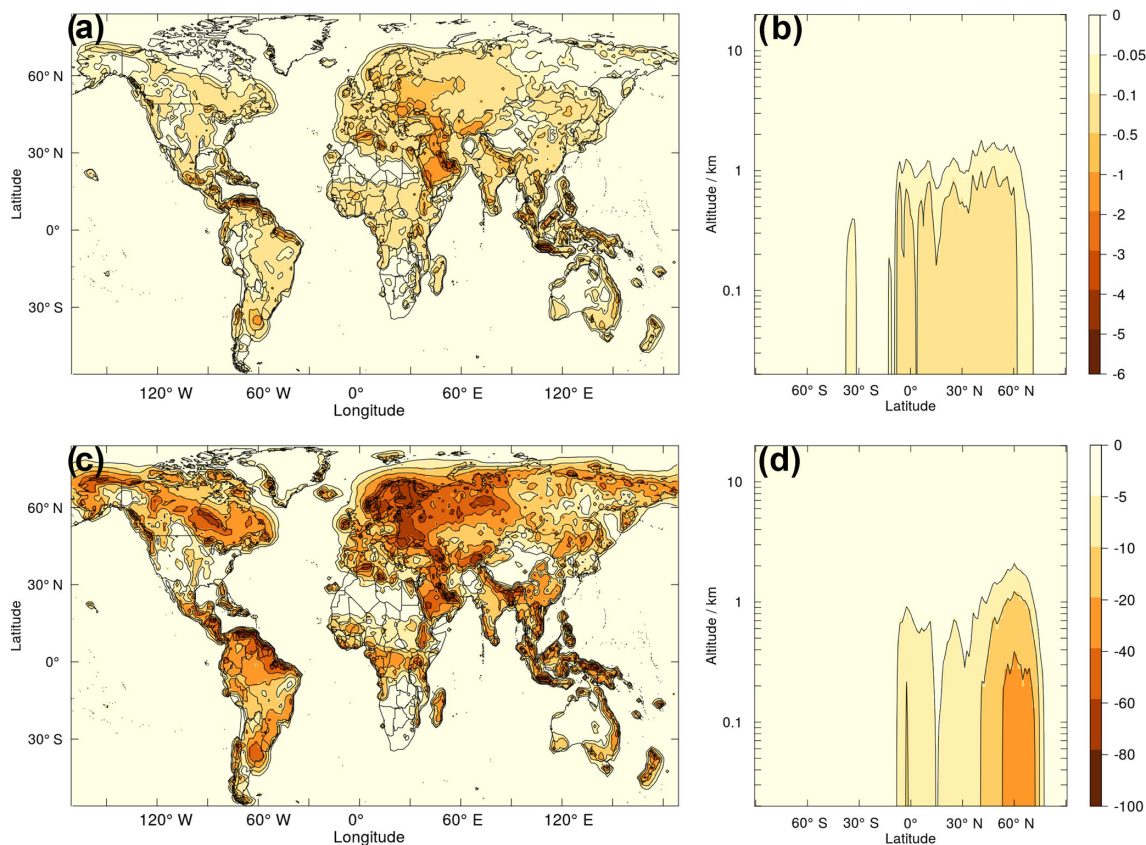 (a)
60° N
30° N
0°
30° S
Latitude
120° W 60° W 0° 60° E 120° E
Longitude
(b)
10
1
0.1
Altitude / km
60° S 30° S 0° 30° N 60° N
Latitude
0
-0.05
-0.1
-0.5
-1
-2
-3
-4
-5
-6
(c)
60° N
30° N
0°
30° S
Latitude
120° W 60° W 0° 60° E 120° E
Longitude
(d)
10
1
0.1
Altitude / km
60° S 30° S 0° 30° N 60° N
Latitude
0
-5
-10
-20
-40
-60
-80
-100